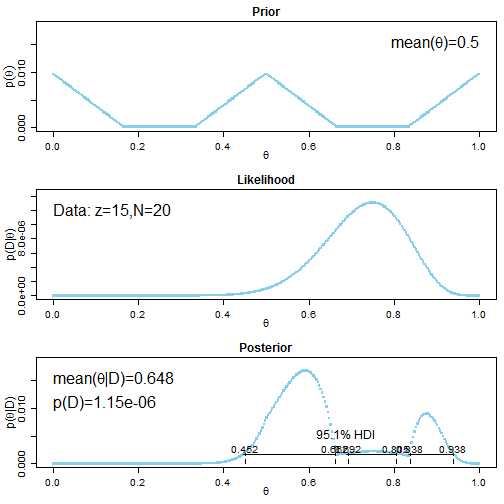 Prior
mean(θ)=0.5
p(θ)
0.000 0.010
0.0 0.2 0.4 0.6 0.8 1.0
θ
Likelihood
Data: z=15,N=20
p(D|θ)
0.0e+00 8.0e-06
0.0 0.2 0.4 0.6 0.8 1.0
θ
Posterior
mean(θ|D)=0.648
p(D)=1.15e-06
p(θ|D)
0.000 0.010
95.1% HDI
0.452 0.938
0.0 0.2 0.4 0.6 0.8 1.0
θ